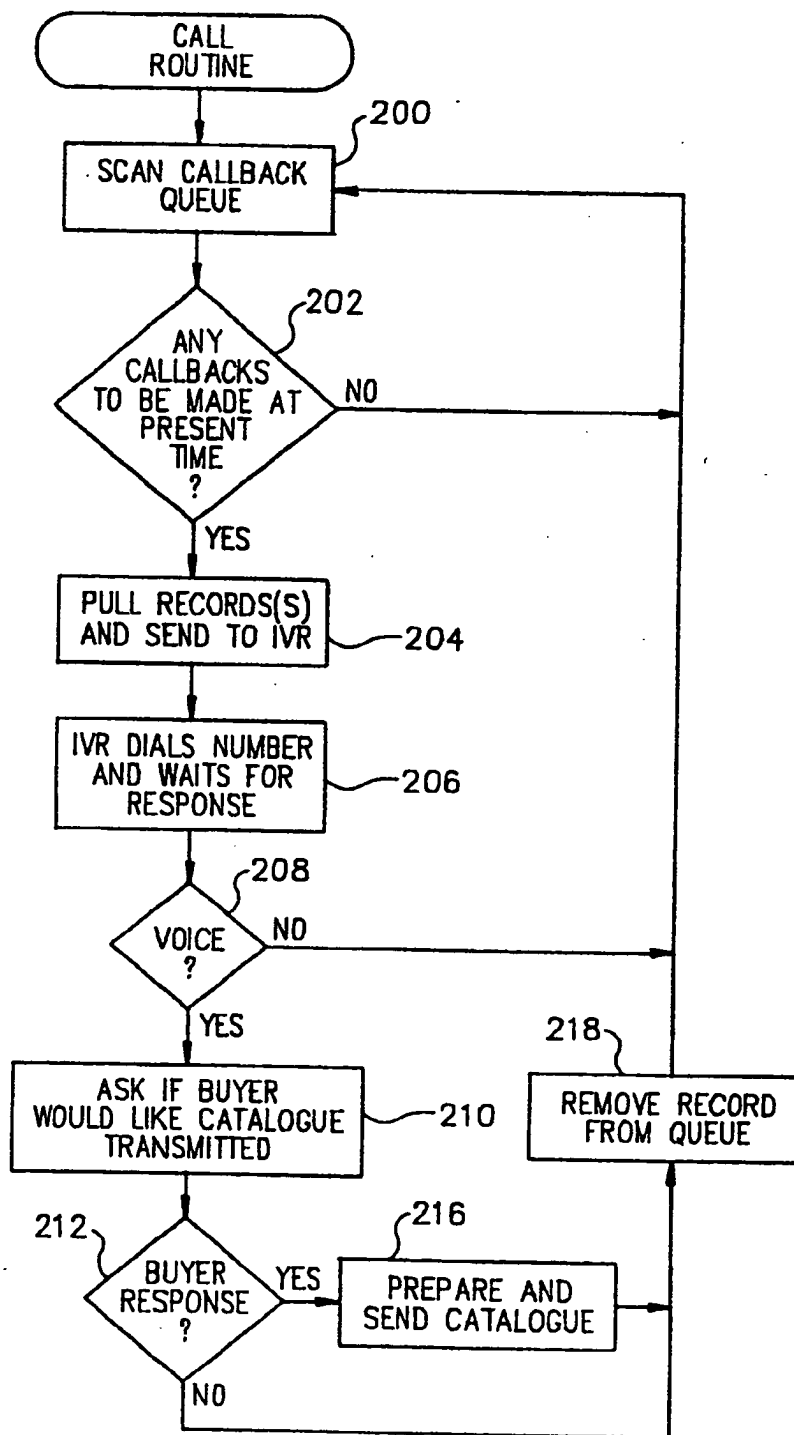 CALL
ROUTINE
200
SCAN CALLBACK
QUEUE
202
ANY
CALLBACKS
TO BE MADE AT
PRESENT
TIME
?
NO
YES
PULL RECORDS(S)
AND SEND TO IVR
204
IVR DIALS NUMBER
AND WAITS FOR
RESPONSE
206
208
VOICE
?
NO
YES
218
ASK IF BUYER
WOULD LIKE CATALOGUE
TRANSMITTED
210
REMOVE RECORD
FROM QUEUE
212
216
BUYER
RESPONSE
?
YES
PREPARE AND
SEND CATALOGUE
NO